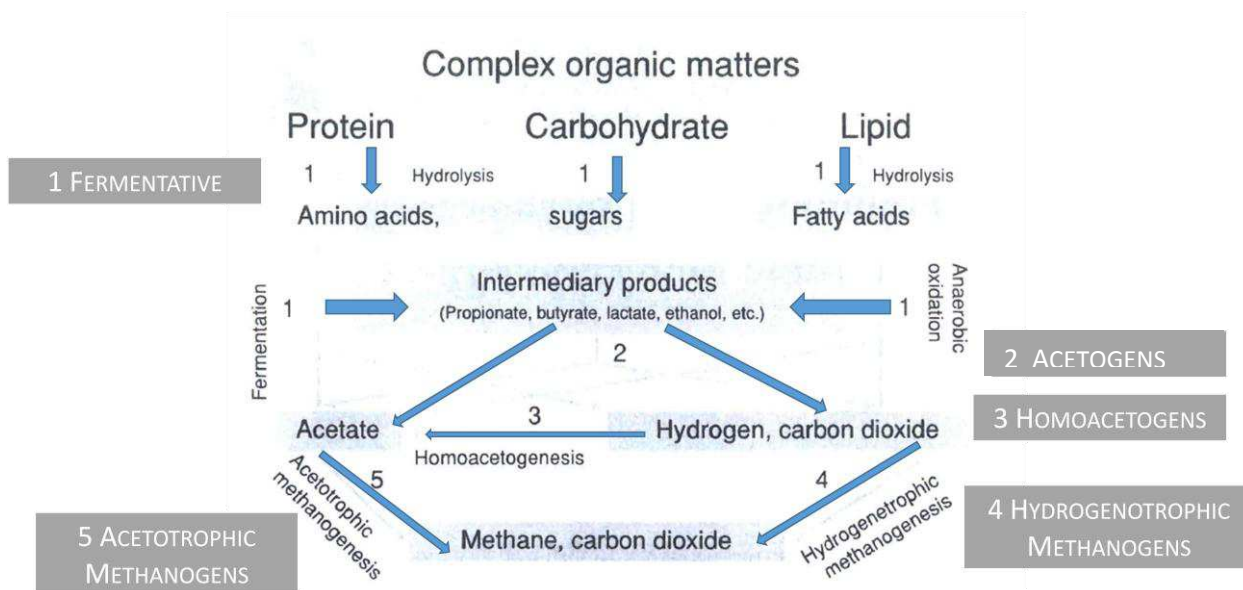 Complex organic matters
Protein Carbohydrate Lipid
1 FERMENTATIVE
1 Hydrolysis 1 1 Hydrolysis
Amino acids, sugars Fatty acids
Fermentation
1
Intermediary products
(Propionate, butyrate, lactate, ethanol, etc.)
1
Anaerobic
oxidation
2
2 ACETOGENS
3 HOMOACETOGENS
Acetate 3 Hydrogen, carbon dioxide
Homoacetogenesis
Acetotrophic
methanogenesis
5
4
Hydrogenetrophic
methanogenesis
4 HYDROGENOTROPHIC
METHANOGENS
5 ACETOTROPHIC
METHANOGENS
Methane, carbon dioxide